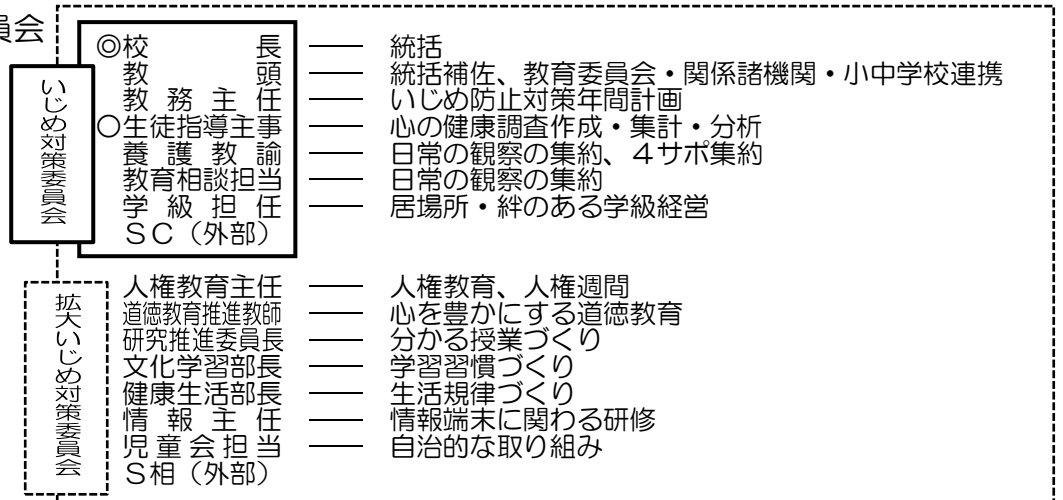 員会
いじめ対策委員会
◎校長 ―― 統括
教頭 ―― 統括補佐、教育委員会・関係諸機関・小中学校連携
教務主任 ―― いじめ防止対策年間計画
○生徒指導主事 ―― 心の健康調査作成・集計・分析
養護教諭 ―― 日常の観察の集約、4サポ集約
教育相談担当 ―― 日常の観察の集約
学級担任 ―― 居場所・絆のある学級経営
SC(外部)
拡大いじめ対策委員会
人権教育主任 ―― 人権教育、人権週間
道徳教育推進教師 ―― 心を豊かにする道徳教育
研究推進委員長 ―― 分かる授業づくり
文化学習部長 ―― 学習習慣づくり
健康生活部長 ―― 生活規律づくり
情報主任 ―― 情報端末に関わる研修
児童会担当 ―― 自治的な取り組み
S相(外部)